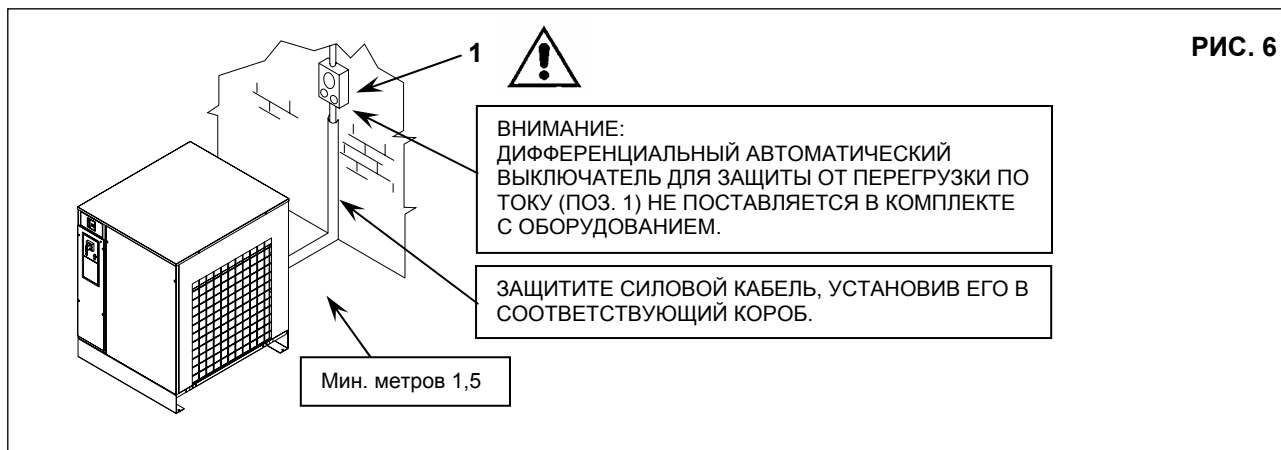 РИС. 6
1
ВНИМАНИЕ:
ДИФФЕРЕНЦИАЛЬНЫЙ АВТОМАТИЧЕСКИЙ
ВЫКЛЮЧАТЕЛЬ ДЛЯ ЗАЩИТЫ ОТ ПЕРЕГРУЗКИ ПО
ТОКУ (ПОЗ. 1) НЕ ПОСТАВЛЯЕТСЯ В КОМПЛЕКТЕ
С ОБОРУДОВАНИЕМ.
ЗАЩИТИТЕ СИЛОВОЙ КАБЕЛЬ, УСТАНОВИВ ЕГО В
СООТВЕТСТВУЮЩИЙ КОРОБ.
Мин. метров 1,5